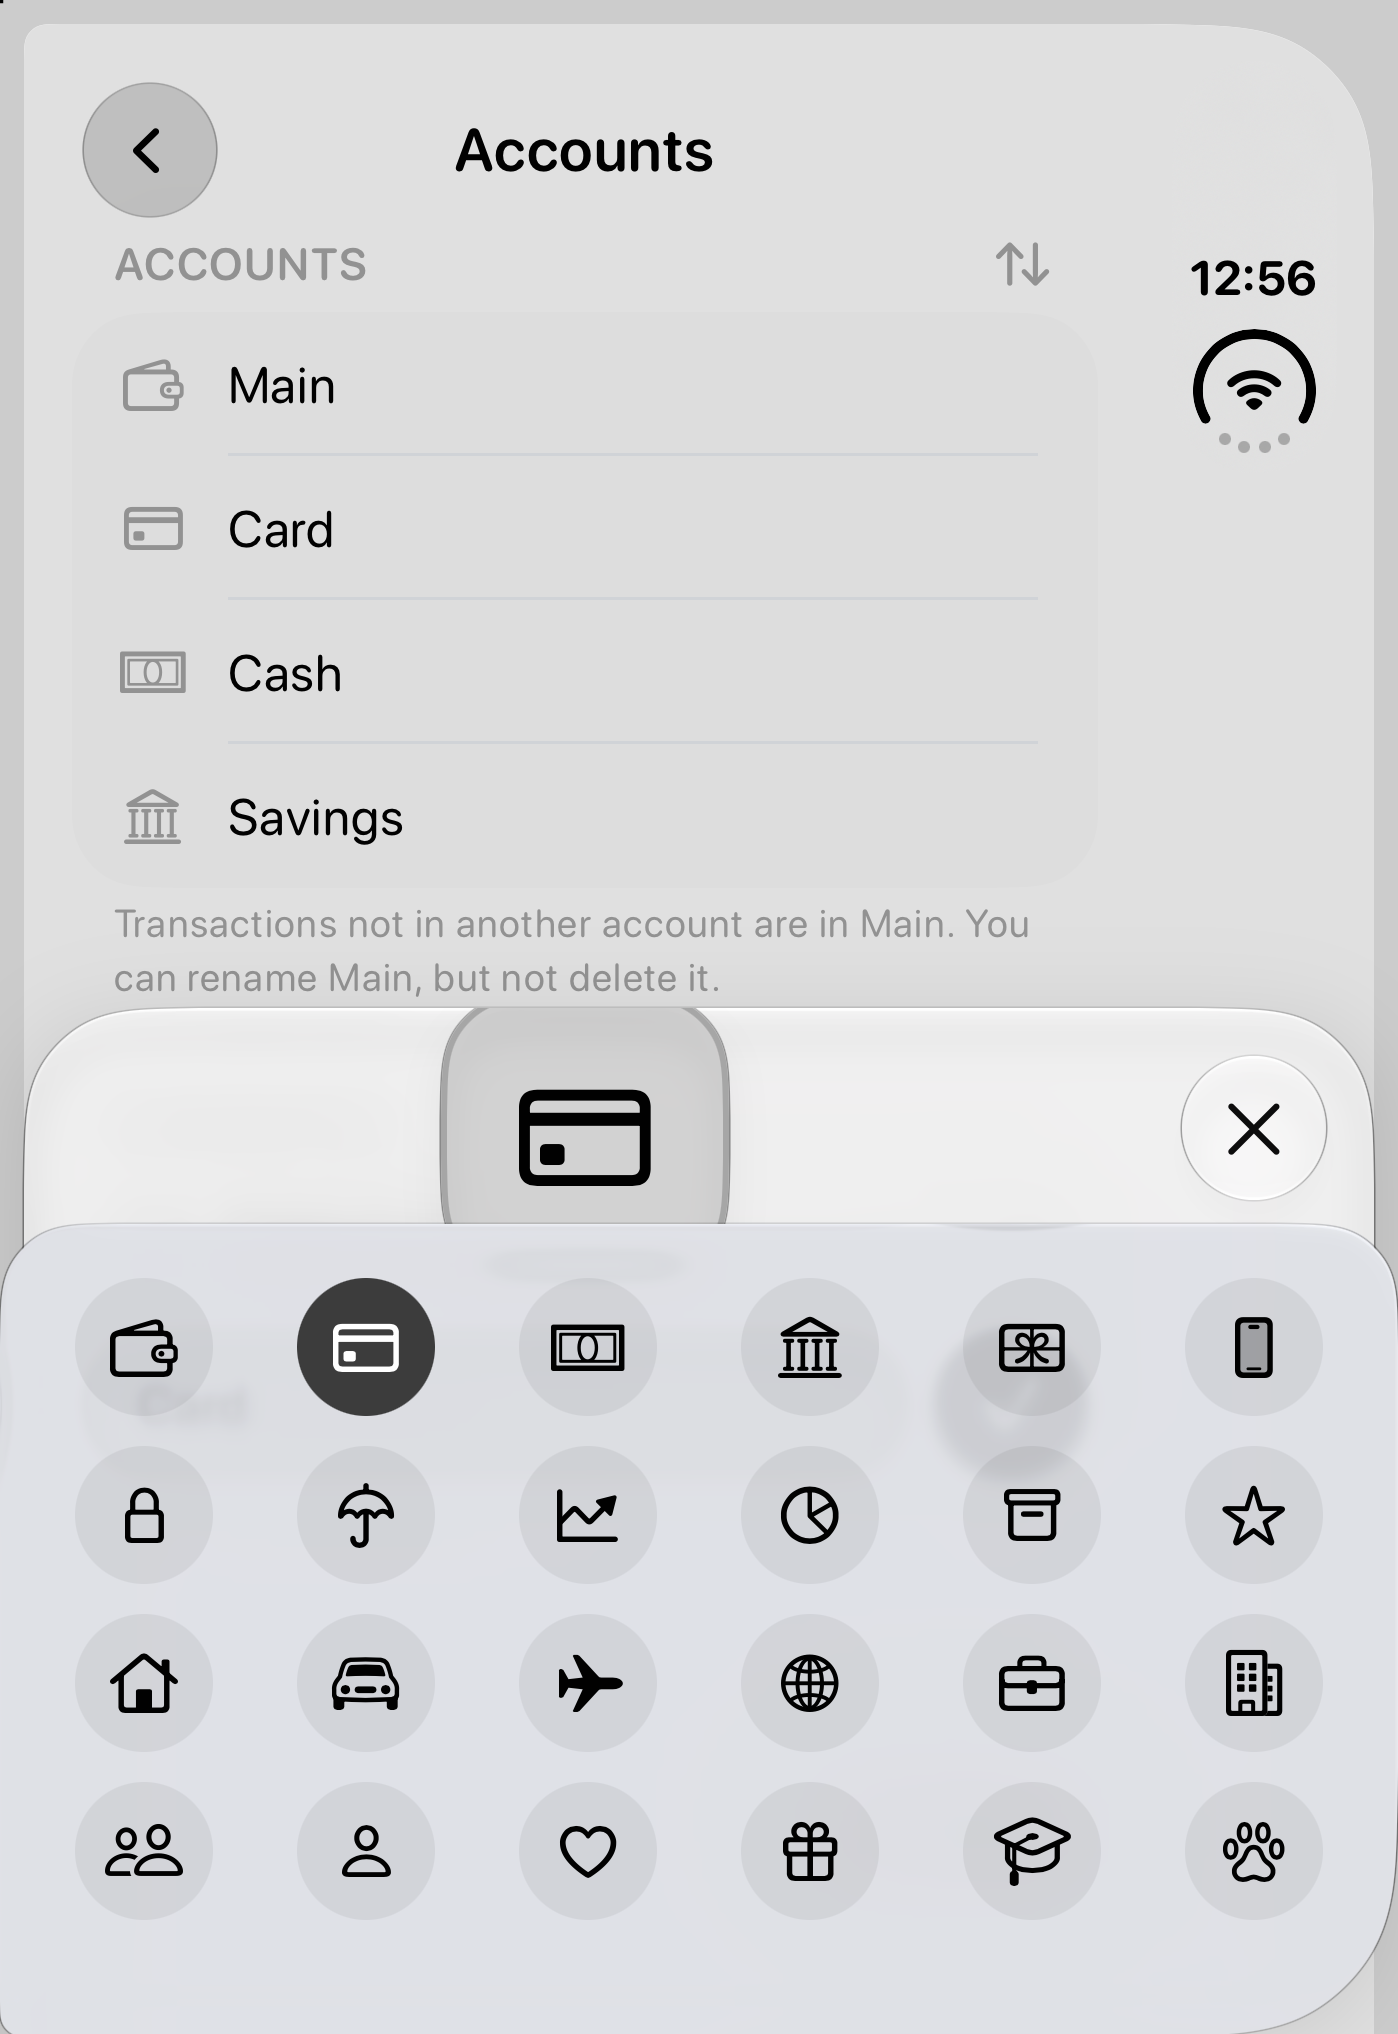 Accounts
ACCOUNTS
12:56
Main
Card
Cash
Savings
Transactions not in another account are in Main. You
can rename Main, but not delete it.
Card